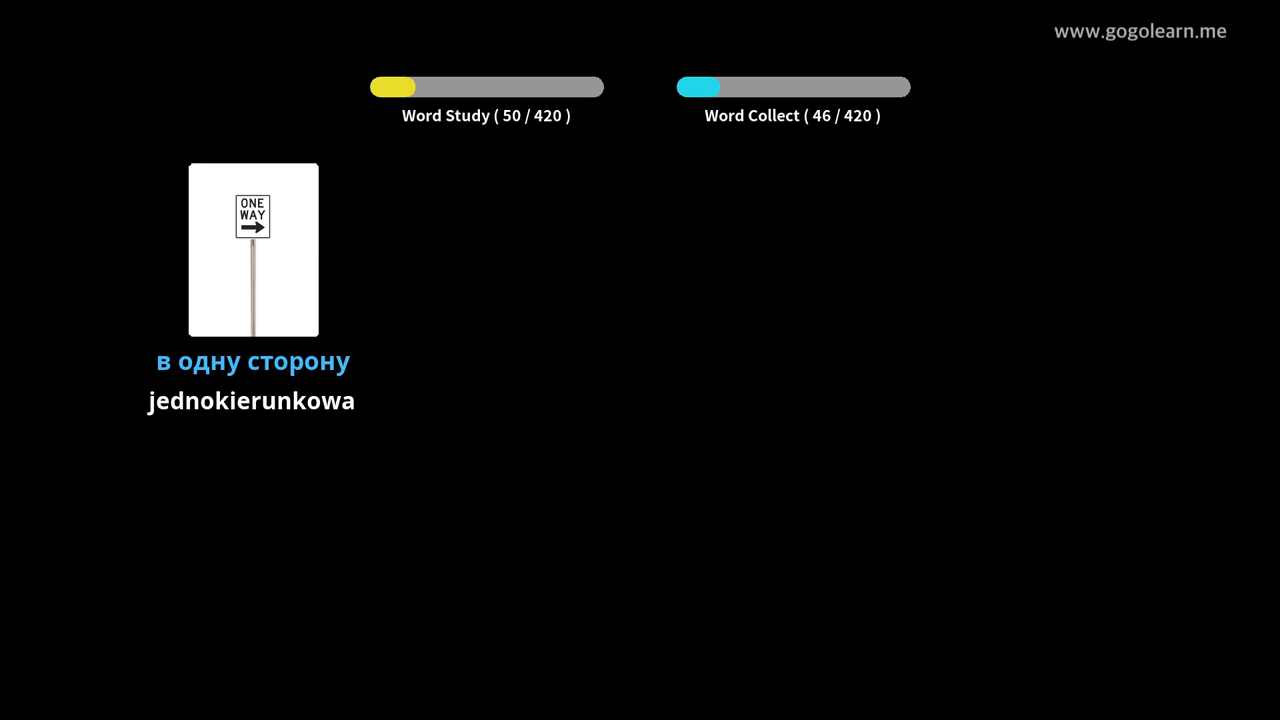 www.gogolearn.me
Word Study ( 50 / 420 )
Word Collect ( 46 / 420 )
ONE
WAY
в одну сторону
jednokierunkowa